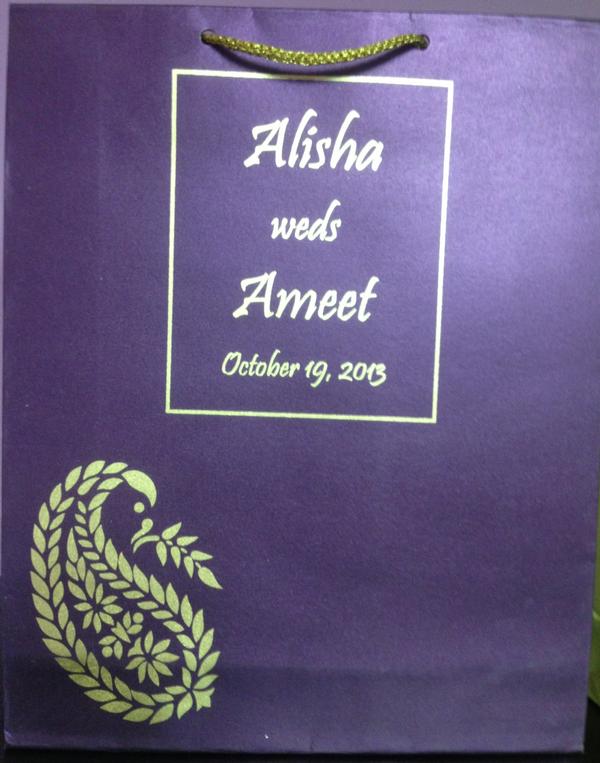 Alisha
weds
Ameet
October 19, 2013